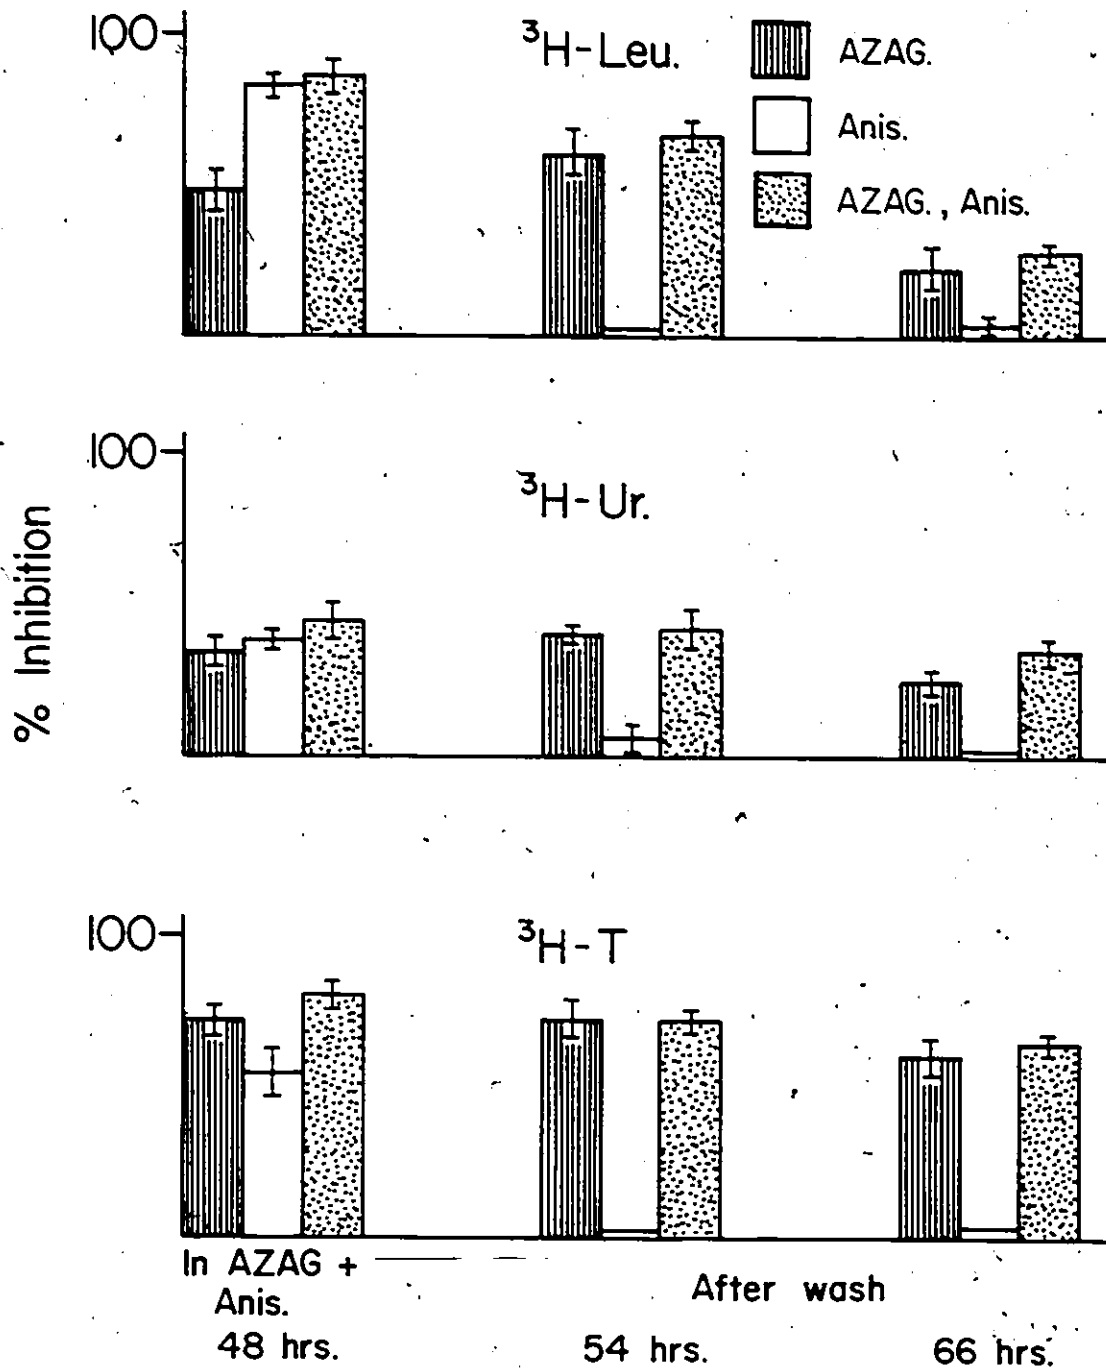 100
³H-Leu.
AZAG.
Anis.
AZAG., Anis.
100
³H-Ur.
% Inhibition
100
³H-T
In AZAG +
Anis.
After wash
48 hrs.
54 hrs.
66 hrs.